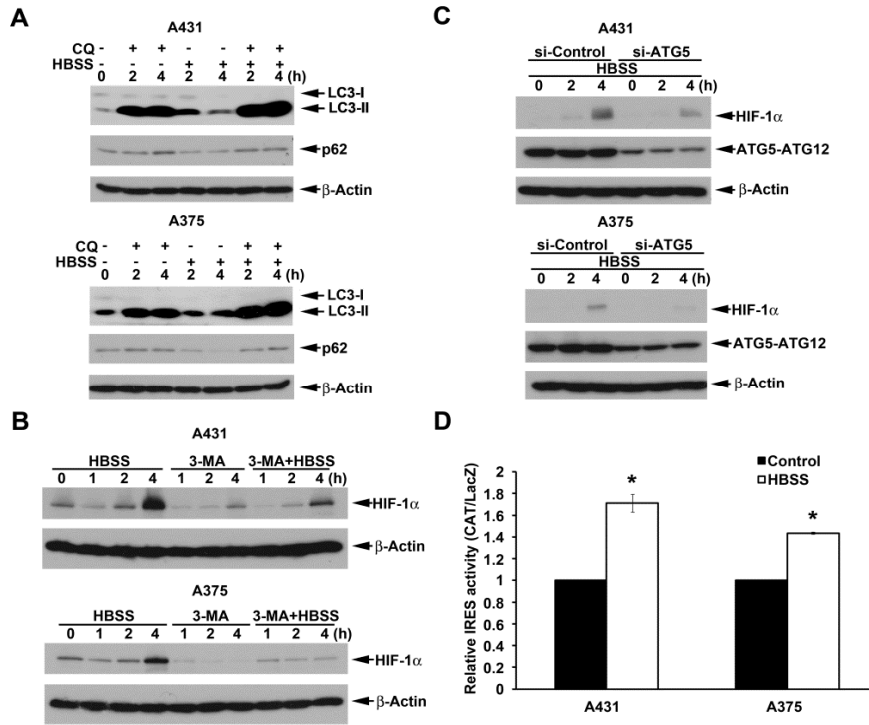 A
A431
CQ - + + - - + +
HBSS - - - + + + +
0 2 4 2 4 2 4 (h)
LC3-I
LC3-II
p62
β-Actin
A375
CQ - + + - - + +
HBSS - - - + + + +
0 2 4 2 4 2 4 (h)
LC3-I
LC3-II
p62
β-Actin
B
A431
HBSS 3-MA 3-MA+HBSS
0 1 2 4 1 2 4 1 2 4 (h)
HIF-1α
β-Actin
A375
HBSS 3-MA 3-MA+HBSS
0 1 2 4 1 2 4 1 2 4 (h)
HIF-1α
β-Actin
C
A431
si-Control si-ATG5
HBSS
0 2 4 0 2 4 (h)
HIF-1α
ATG5-ATG12
β-Actin
A375
si-Control si-ATG5
HBSS
0 2 4 0 2 4 (h)
HIF-1α
ATG5-ATG12
β-Actin
D
Relative IRES activity (CAT/LacZ)
2
1.8
1.6
1.4
1.2
1
0.8
0.6
0.4
0.2
0
Control
HBSS
*
*
A431 A375